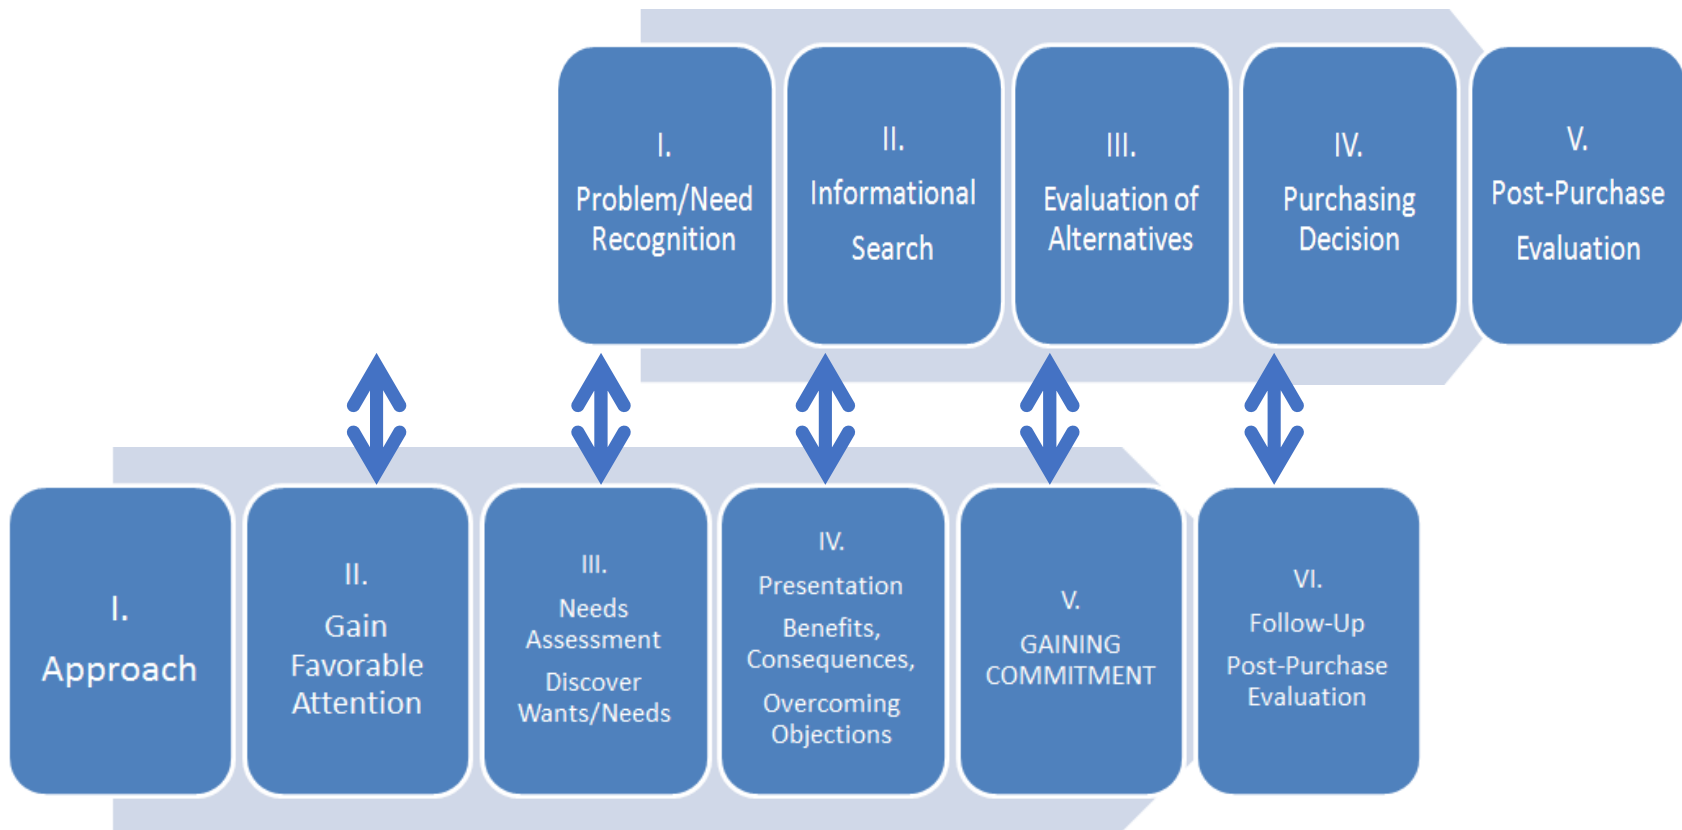 I.
Problem/Need
Recognition
II.
Informational
Search
III.
Evaluation of
Alternatives
IV.
Purchasing
Decision
V.
Post-Purchase
Evaluation
I.
Approach
II.
Gain
Favorable
Attention
III.
Needs
Assessment
Discover
Wants/Needs
IV.
Presentation
Benefits,
Consequences,
Overcoming
Objections
V.
GAINING
COMMITMENT
VI.
Follow-Up
Post-Purchase
Evaluation